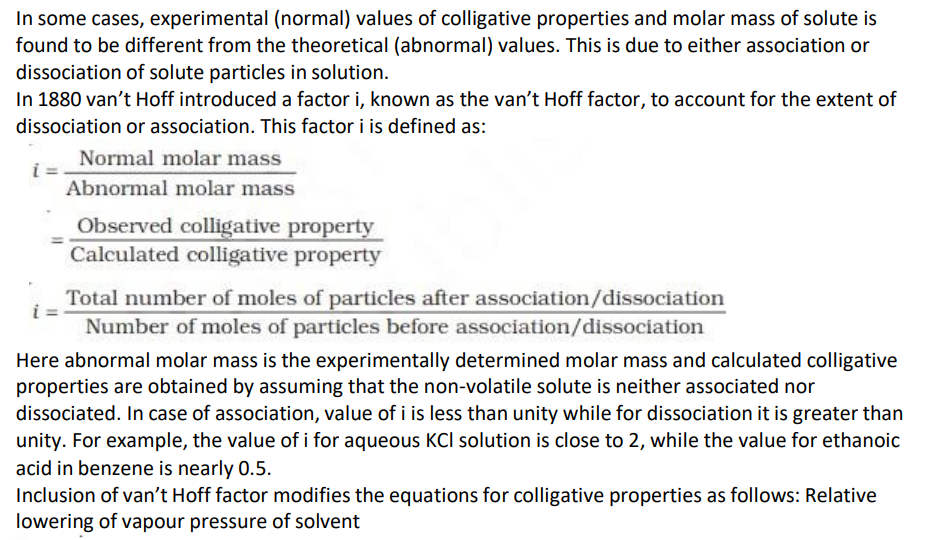 In some cases, experimental (normal) values of colligative properties and molar mass of solute is
found to be different from the theoretical (abnormal) values. This is due to either association or
dissociation of solute particles in solution.
In 1880 van’t Hoff introduced a factor i, known as the van’t Hoff factor, to account for the extent of
dissociation or association. This factor i is defined as:
i = Normal molar mass
Abnormal molar mass
= Observed colligative property
Calculated colligative property
i = Total number of moles of particles after association/dissociation
Number of moles of particles before association/dissociation
Here abnormal molar mass is the experimentally determined molar mass and calculated colligative
properties are obtained by assuming that the non-volatile solute is neither associated nor
dissociated. In case of association, value of i is less than unity while for dissociation it is greater than
unity. For example, the value of i for aqueous KCl solution is close to 2, while the value for ethanoic
acid in benzene is nearly 0.5.
Inclusion of van’t Hoff factor modifies the equations for colligative properties as follows: Relative
lowering of vapour pressure of solvent